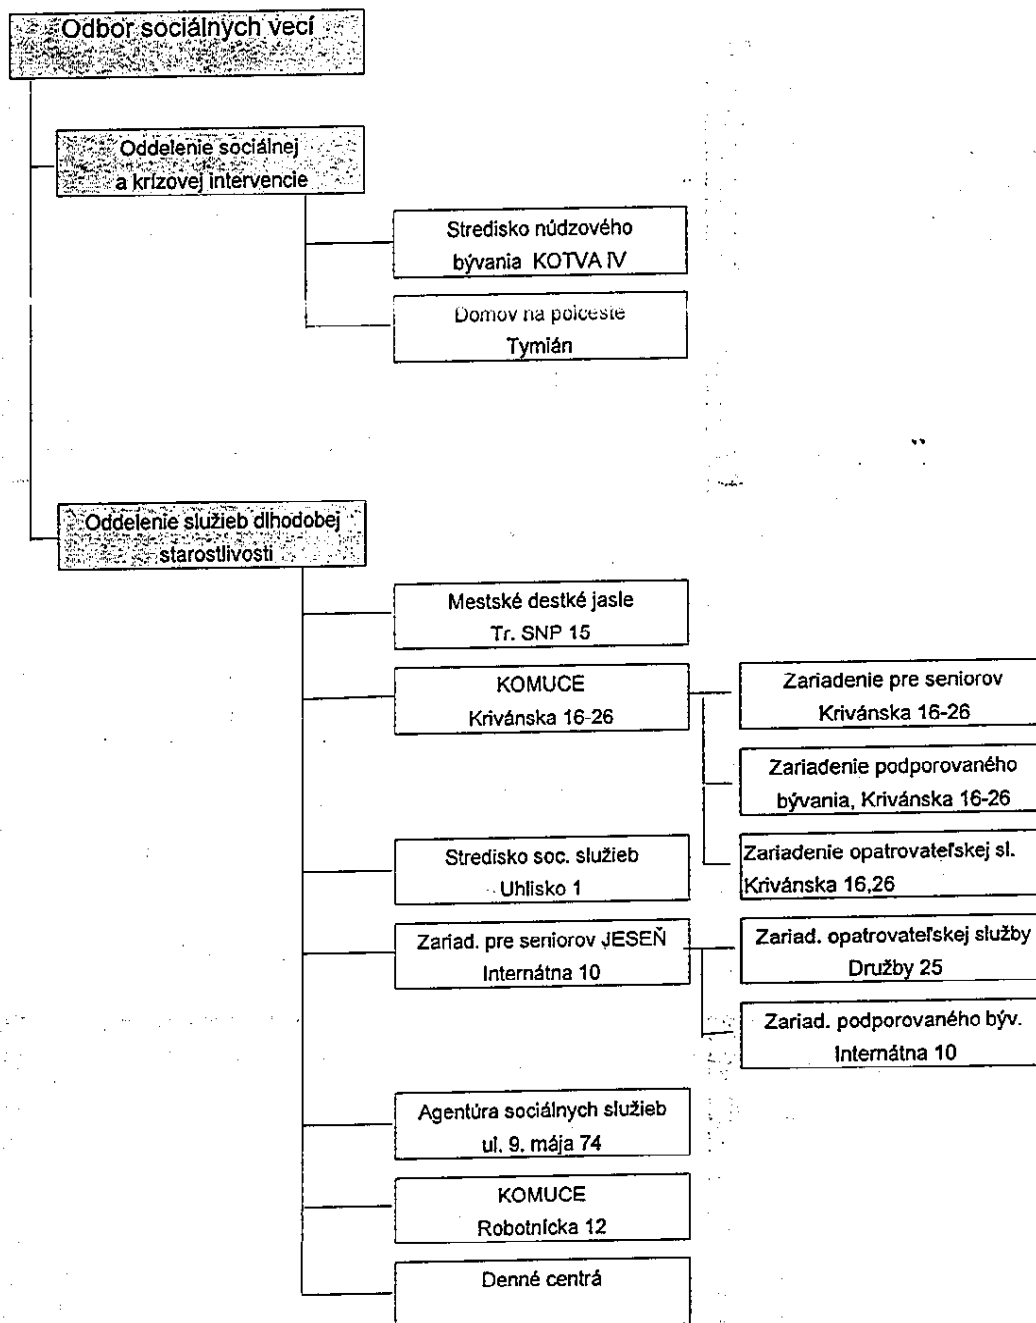 Odbor sociálnych vecí
Oddelenie sociálnej
a krízovej intervencie
Stredisko núdzového
bývania KOTVA IV
Domov na polceste
Tymián
Oddelenie služieb dlhodobej
starostlivosti
Mestské destké jasle
Tr. SNP 15
KOMUCE
Krivánska 16-26
Zariadenie pre seniorov
Krivánska 16-26
Zariadenie podporovaného
bývania, Krivánska 16-26
Zariadenie opatrovateľskej sl.
Krivánska 16,26
Stredisko soc. služieb
Uhlisko 1
Zariad. pre seniorov JESEŇ
Internátna 10
Zariad. opatrovateľskej služby
Družby 25
Zariad. podporovaného býv.
Internátna 10
Agentúra sociálnych služieb
ul. 9. mája 74
KOMUCE
Robotnícka 12
Denné centrá